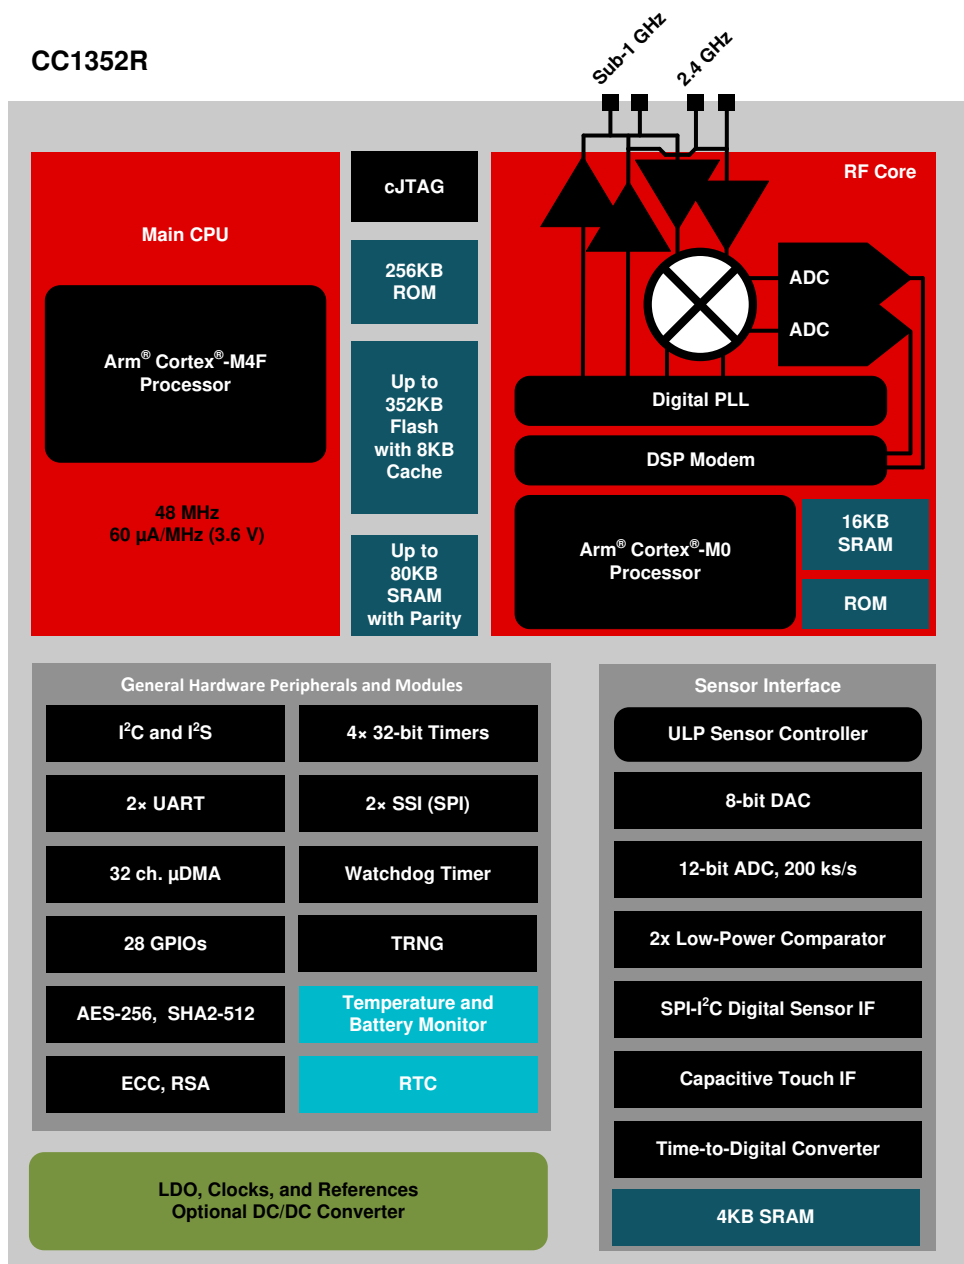 CC1352R
Sub-1 GHz
2.4 GHz
Main CPU
Arm® Cortex®-M4F
Processor
48 MHz
60 µA/MHz (3.6 V)
cJTAG
256KB
ROM
Up to
352KB
Flash
with 8KB
Cache
Up to
80KB
SRAM
with Parity
RF Core
ADC
ADC
Digital PLL
DSP Modem
Arm® Cortex®-M0
Processor
16KB
SRAM
ROM
General Hardware Peripherals and Modules
I²C and I²S
4× 32-bit Timers
2× UART
2× SSI (SPI)
32 ch. µDMA
Watchdog Timer
28 GPIOs
TRNG
AES-256, SHA2-512
Temperature and
Battery Monitor
ECC, RSA
RTC
LDO, Clocks, and References
Optional DC/DC Converter
Sensor Interface
ULP Sensor Controller
8-bit DAC
12-bit ADC, 200 ks/s
2x Low-Power Comparator
SPI-I²C Digital Sensor IF
Capacitive Touch IF
Time-to-Digital Converter
4KB SRAM